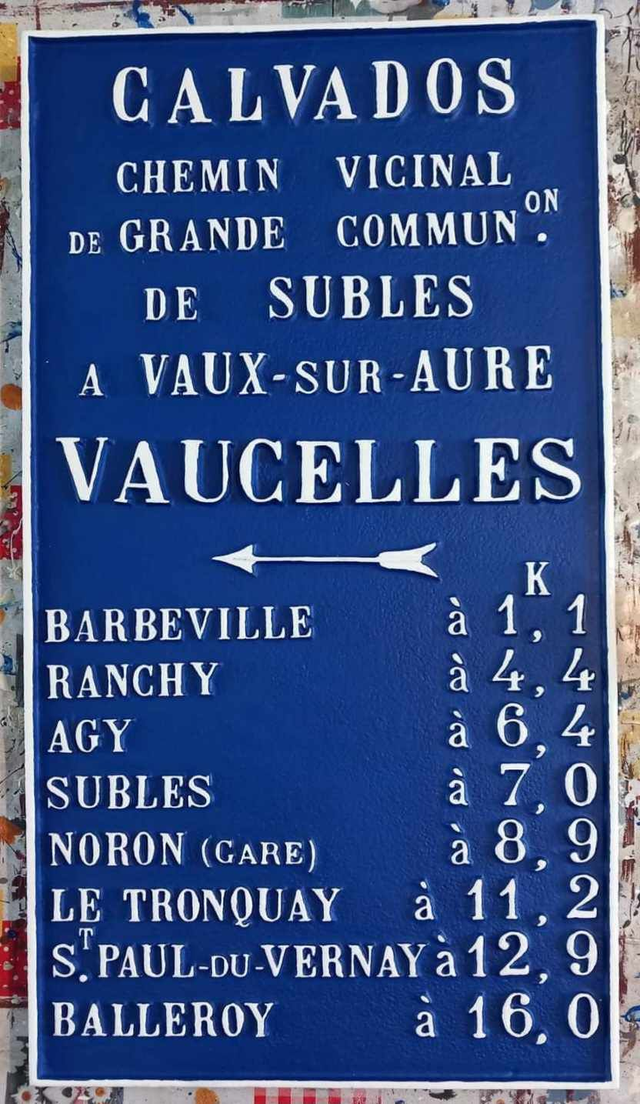 CALVADOS
CHEMIN VICINAL
DE GRANDE COMMUN.ON
DE SUBLES
A VAUX-SUR-AURE
VAUCELLES
K
BARBEVILLE à 1,1
RANCHY à 4,4
AGY à 6,4
SUBLES à 7,0
NORON (GARE) à 8,9
LE TRONQUAY à 11,2
S.T PAUL-DU-VERNAY à 12,9
BALLEROY à 16,0